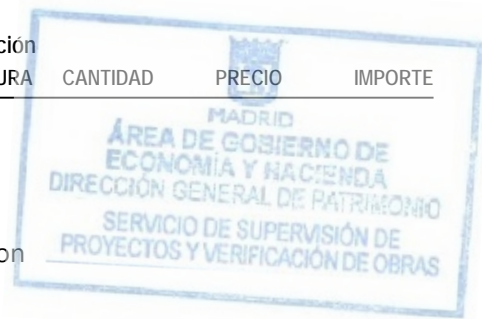 ción
URA CANTIDAD PRECIO IMPORTE
MADRID
ÁREA DE GOBIERNO DE
ECONOMÍA Y HACIENDA
DIRECCIÓN GENERAL DE PATRIMONIO
SERVICIO DE SUPERVISIÓN DE
PROYECTOS Y VERIFICACIÓN DE OBRAS
on